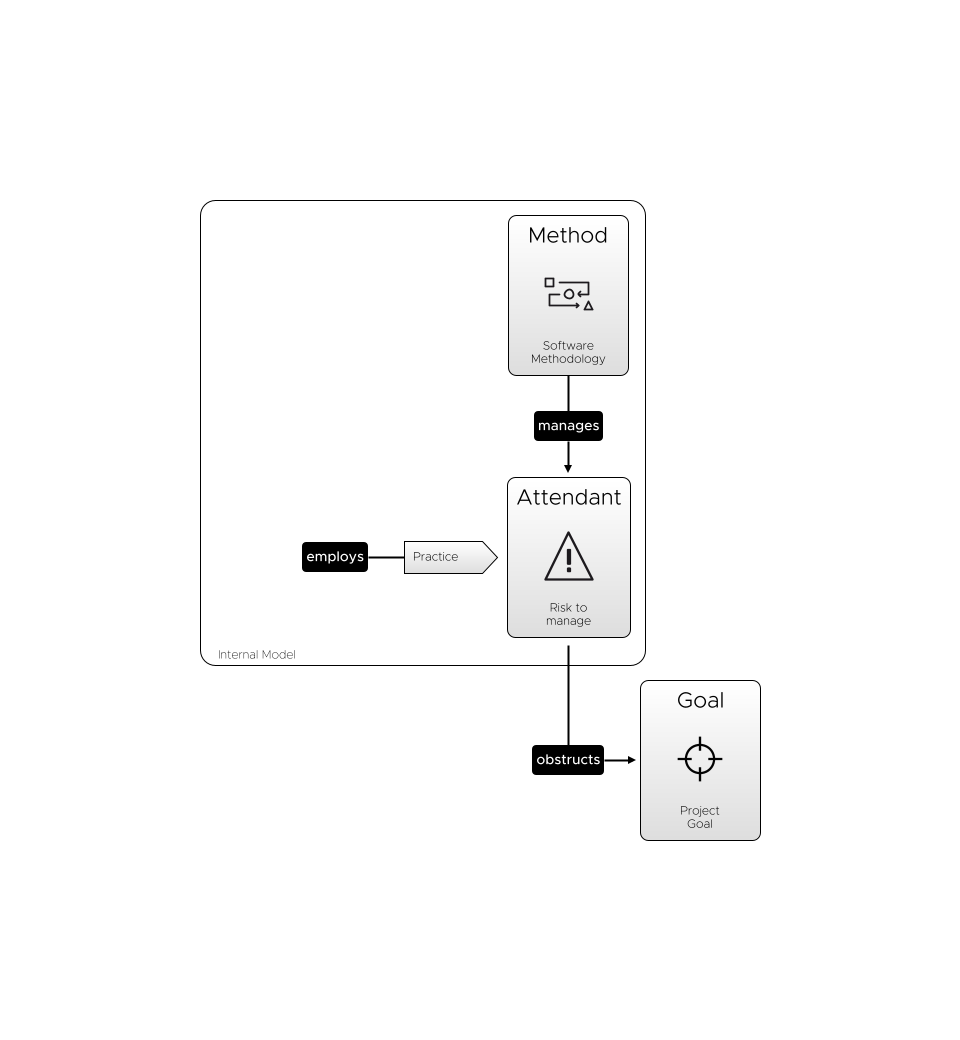 Method
Software
Methodology
manages
Attendant
employs
Practice
Risk to
manage
Internal Model
Goal
obstructs
Project
Goal